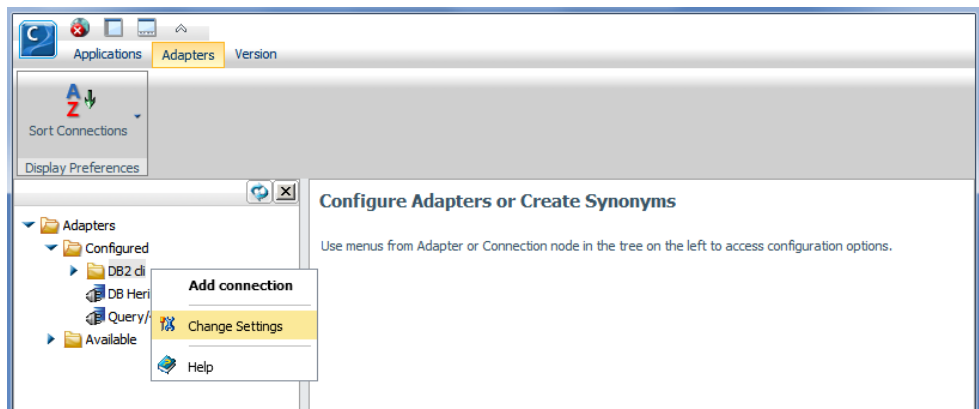 Applications Adapters Version
A
Z
Sort Connections
Display Preferences
Configure Adapters or Create Synonyms
Use menus from Adapter or Connection node in the tree on the left to access configuration options.
Adapters
Configured
DB2 cli
Add connection
DB Heri
Query/
Change Settings
Available
Help